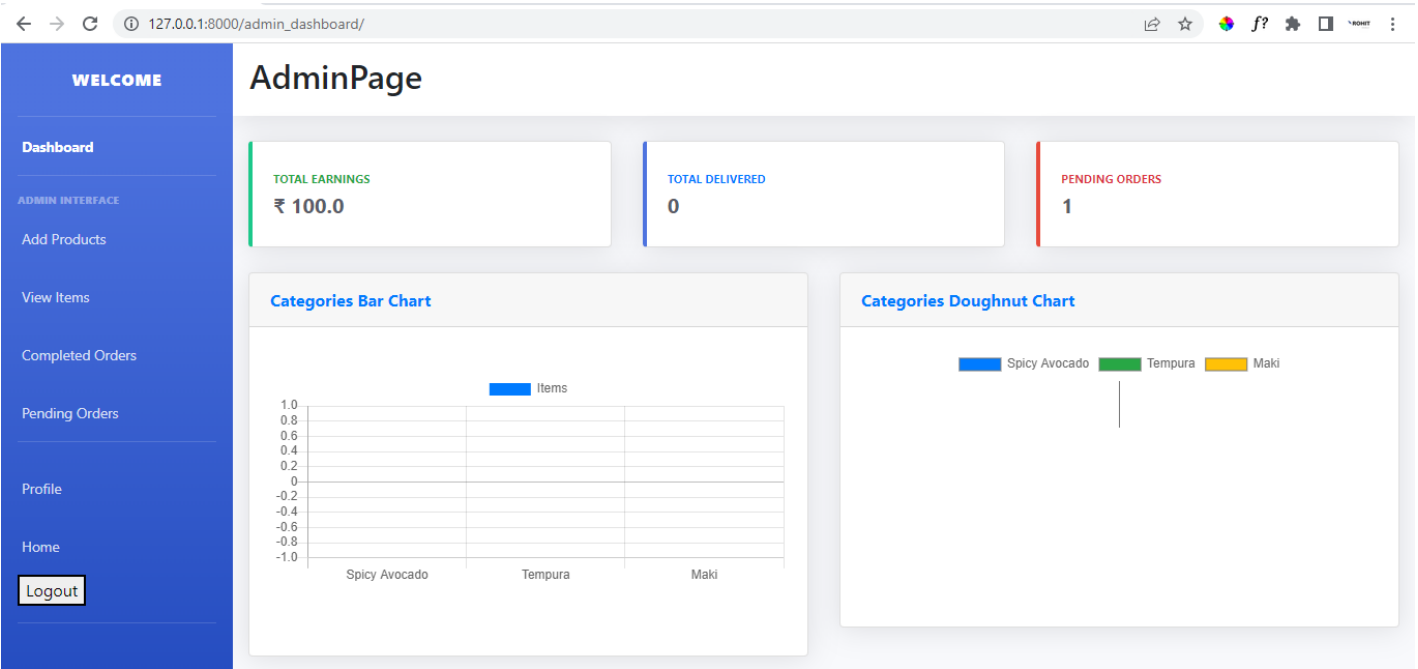 127.0.0.1:8000/admin_dashboard/
f?
ROHIT
WELCOME
AdminPage
Dashboard
ADMIN INTERFACE
Add Products
View Items
Completed Orders
Pending Orders
Profile
Home
Logout
TOTAL EARNINGS
₹ 100.0
TOTAL DELIVERED
0
PENDING ORDERS
1
Categories Bar Chart
Items
1.0
0.8
0.6
0.4
0.2
0
-0.2
-0.4
-0.6
-0.8
-1.0
Spicy Avocado Tempura Maki
Categories Doughnut Chart
Spicy Avocado Tempura Maki